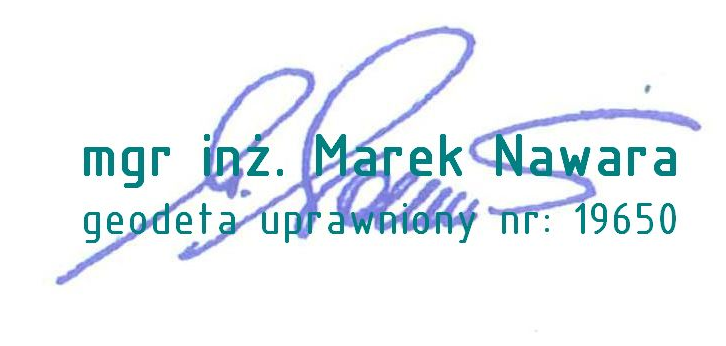 mgr inż. Marek Nawara
geodeta uprawniony nr: 19650